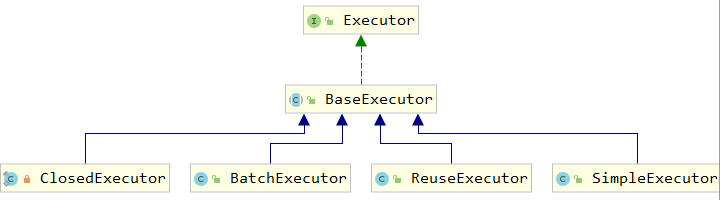 I Executor
C BaseExecutor
C ClosedExecutor
C BatchExecutor
C ReuseExecutor
C SimpleExecutor